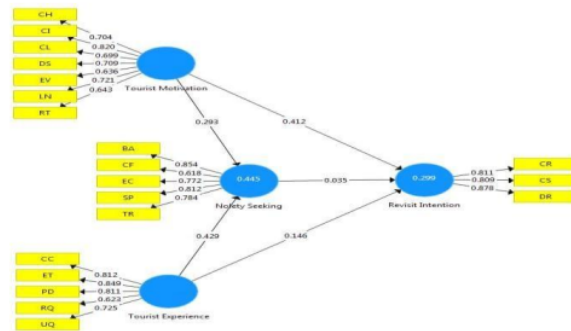 CH
CI
CL
DS
EV
LN
RT
0.704
0.820
0.699
0.709
0.636
0.721
0.643
Tourist Motivation
0.293
0.412
BA
CF
EC
SP
TR
0.854
0.618
0.772
0.812
0.784
0.445
Nolety Seeking
0.035
0.299
Revisit Intention
0.811
0.809
0.878
CR
CS
DR
0.429
0.146
CC
ET
PD
RQ
UQ
0.812
0.849
0.811
0.623
0.725
Tourist Experience